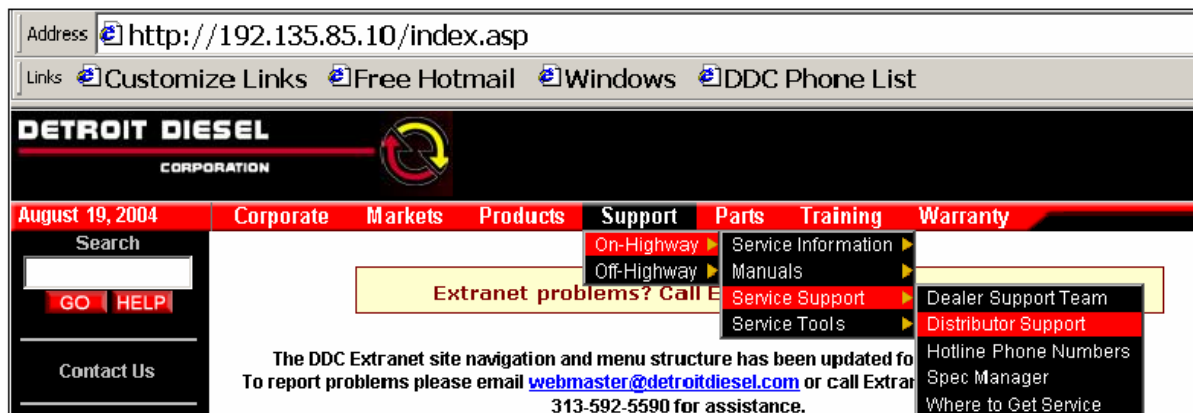 Address http://192.135.85.10/index.asp
Links Customize Links Free Hotmail Windows DDC Phone List
DETROIT DIESEL
CORPORATION
August 19, 2004 Corporate Markets Products Support Parts Training Warranty
Search
GO HELP
Contact Us
On-Highway
Off-Highway
Service Information
Manuals
Service Support
Service Tools
Dealer Support Team
Distributor Support
Hotline Phone Numbers
Spec Manager
Where to Get Service
Extranet problems? Call E
The DDC Extranet site navigation and menu structure has been updated fo
To report problems please email webmaster@detroitdiesel.com or call Extra
313-592-5590 for assistance.